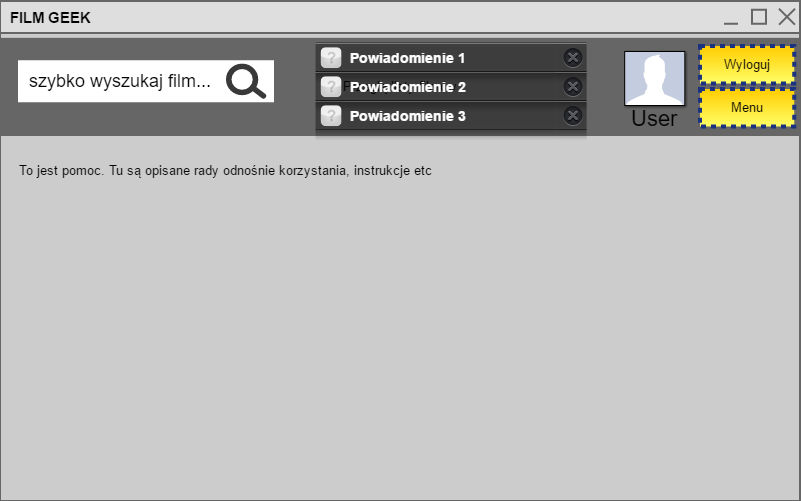 FILM GEEK
szybko wyszukaj film...
Powiadomienie 1
Powiadomienie 2
Powiadomienie 3
User
Wyloguj
Menu
To jest pomoc. Tu są opisane rady odnośnie korzystania, instrukcje etc